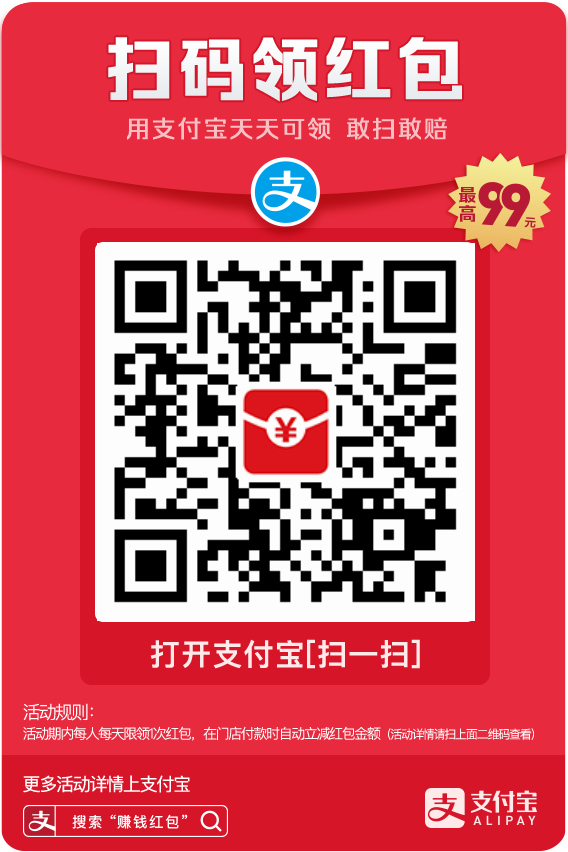 扫码领红包
用支付宝天天可领 敢扫敢赔
支
最高99元
¥
打开支付宝[扫一扫]
活动规则:
活动期内每人每天限领1次红包，在门店付款时自动立减红包金额（活动详情请扫上面二维码查看）
更多活动详情上支付宝
支 搜索“赚钱红包”
支 支付宝
ALIPAY